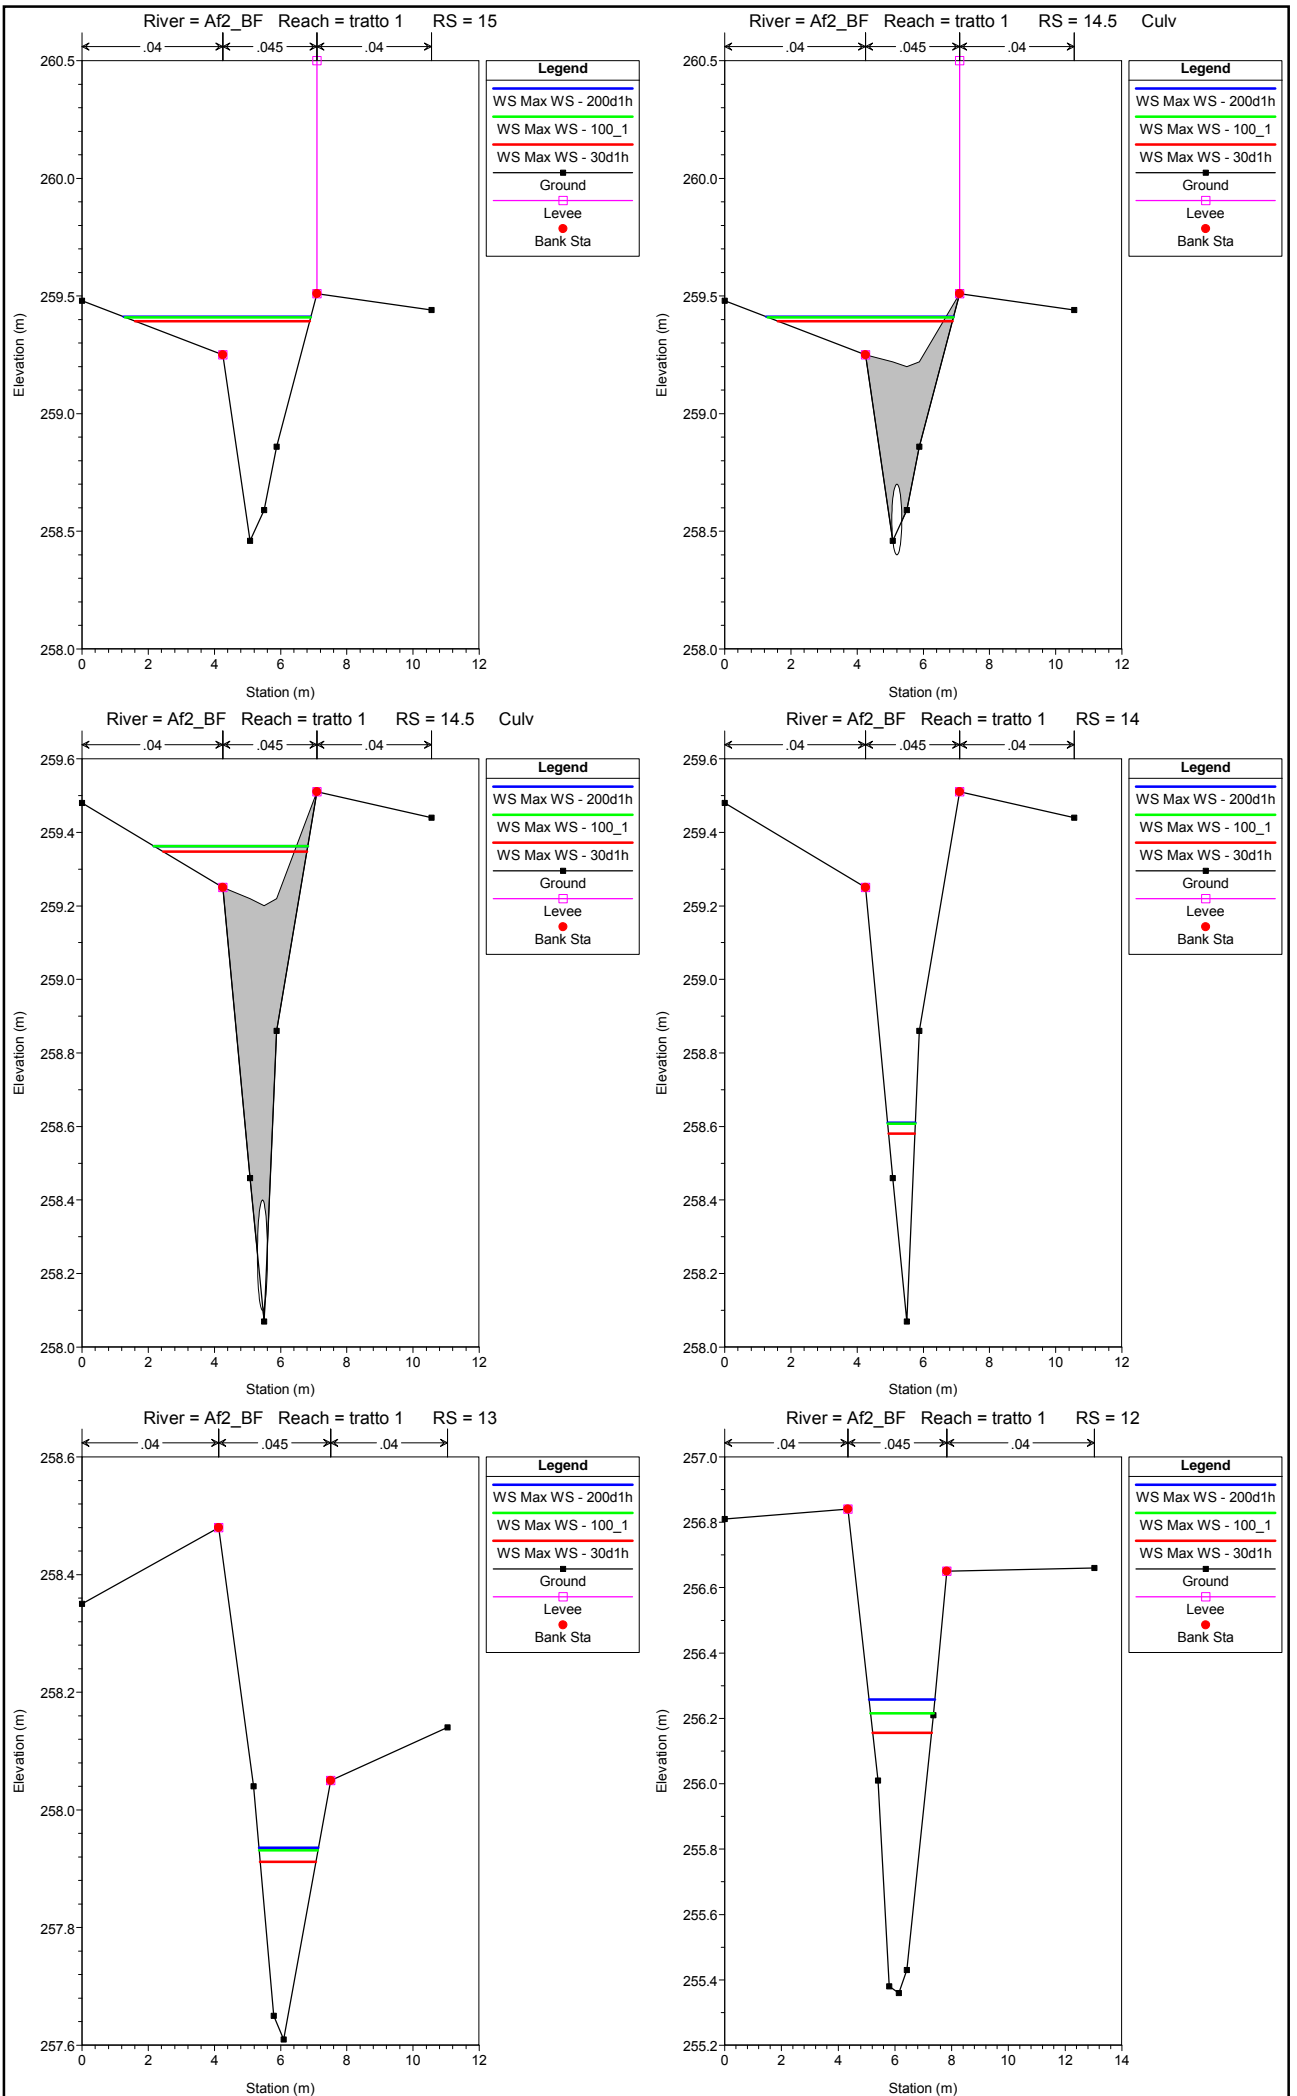 River = Af2_BF Reach = tratto 1 RS = 15
.04 .045 .04
260.5
260.0
259.5
259.0
258.5
258.0
Elevation (m)
0 2 4 6 8 10 12
Station (m)
Legend
WS Max WS - 200d1h
WS Max WS - 100_1
WS Max WS - 30d1h
Ground
Levee
Bank Sta
River = Af2_BF Reach = tratto 1 RS = 14.5 Culv
.04 .045 .04
260.5
260.0
259.5
259.0
258.5
258.0
Elevation (m)
0 2 4 6 8 10 12
Station (m)
Legend
WS Max WS - 200d1h
WS Max WS - 100_1
WS Max WS - 30d1h
Ground
Levee
Bank Sta
River = Af2_BF Reach = tratto 1 RS = 14.5 Culv
.04 .045 .04
259.6
259.4
259.2
259.0
258.8
258.6
258.4
258.2
258.0
Elevation (m)
0 2 4 6 8 10 12
Station (m)
Legend
WS Max WS - 200d1h
WS Max WS - 100_1
WS Max WS - 30d1h
Ground
Levee
Bank Sta
River = Af2_BF Reach = tratto 1 RS = 14
.04 .045 .04
259.6
259.4
259.2
259.0
258.8
258.6
258.4
258.2
258.0
Elevation (m)
0 2 4 6 8 10 12
Station (m)
Legend
WS Max WS - 200d1h
WS Max WS - 100_1
WS Max WS - 30d1h
Ground
Levee
Bank Sta
River = Af2_BF Reach = tratto 1 RS = 13
.04 .045 .04
258.6
258.4
258.2
258.0
257.8
257.6
Elevation (m)
0 2 4 6 8 10 12
Station (m)
Legend
WS Max WS - 200d1h
WS Max WS - 100_1
WS Max WS - 30d1h
Ground
Levee
Bank Sta
River = Af2_BF Reach = tratto 1 RS = 12
.04 .045 .04
257.0
256.8
256.6
256.4
256.2
256.0
255.8
255.6
255.4
255.2
Elevation (m)
0 2 4 6 8 10 12 14
Station (m)
Legend
WS Max WS - 200d1h
WS Max WS - 100_1
WS Max WS - 30d1h
Ground
Levee
Bank Sta